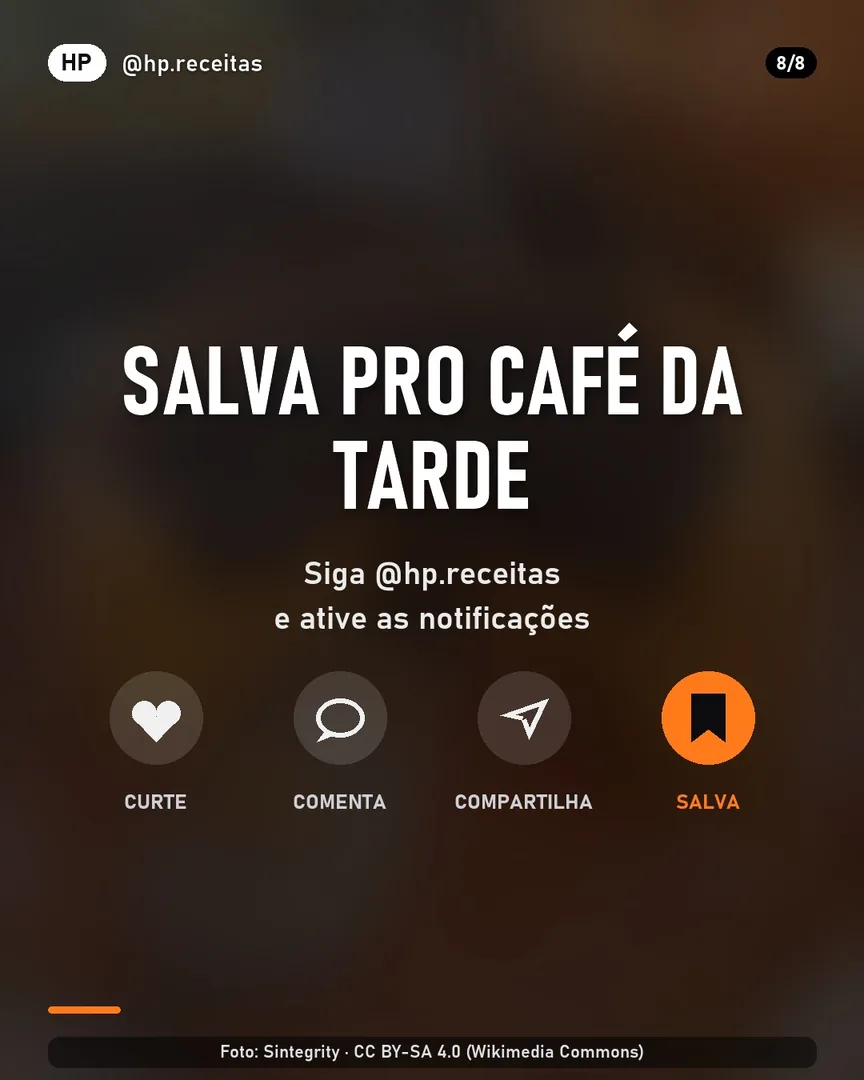 HP @hp.receitas 8/8
SALVA PRO CAFÉ DA
TARDE
Siga @hp.receitas
e ative as notificações
CURTE COMENTA COMPARTILHA SALVA
Foto: Sintegrity · CC BY-SA 4.0 (Wikimedia Commons)